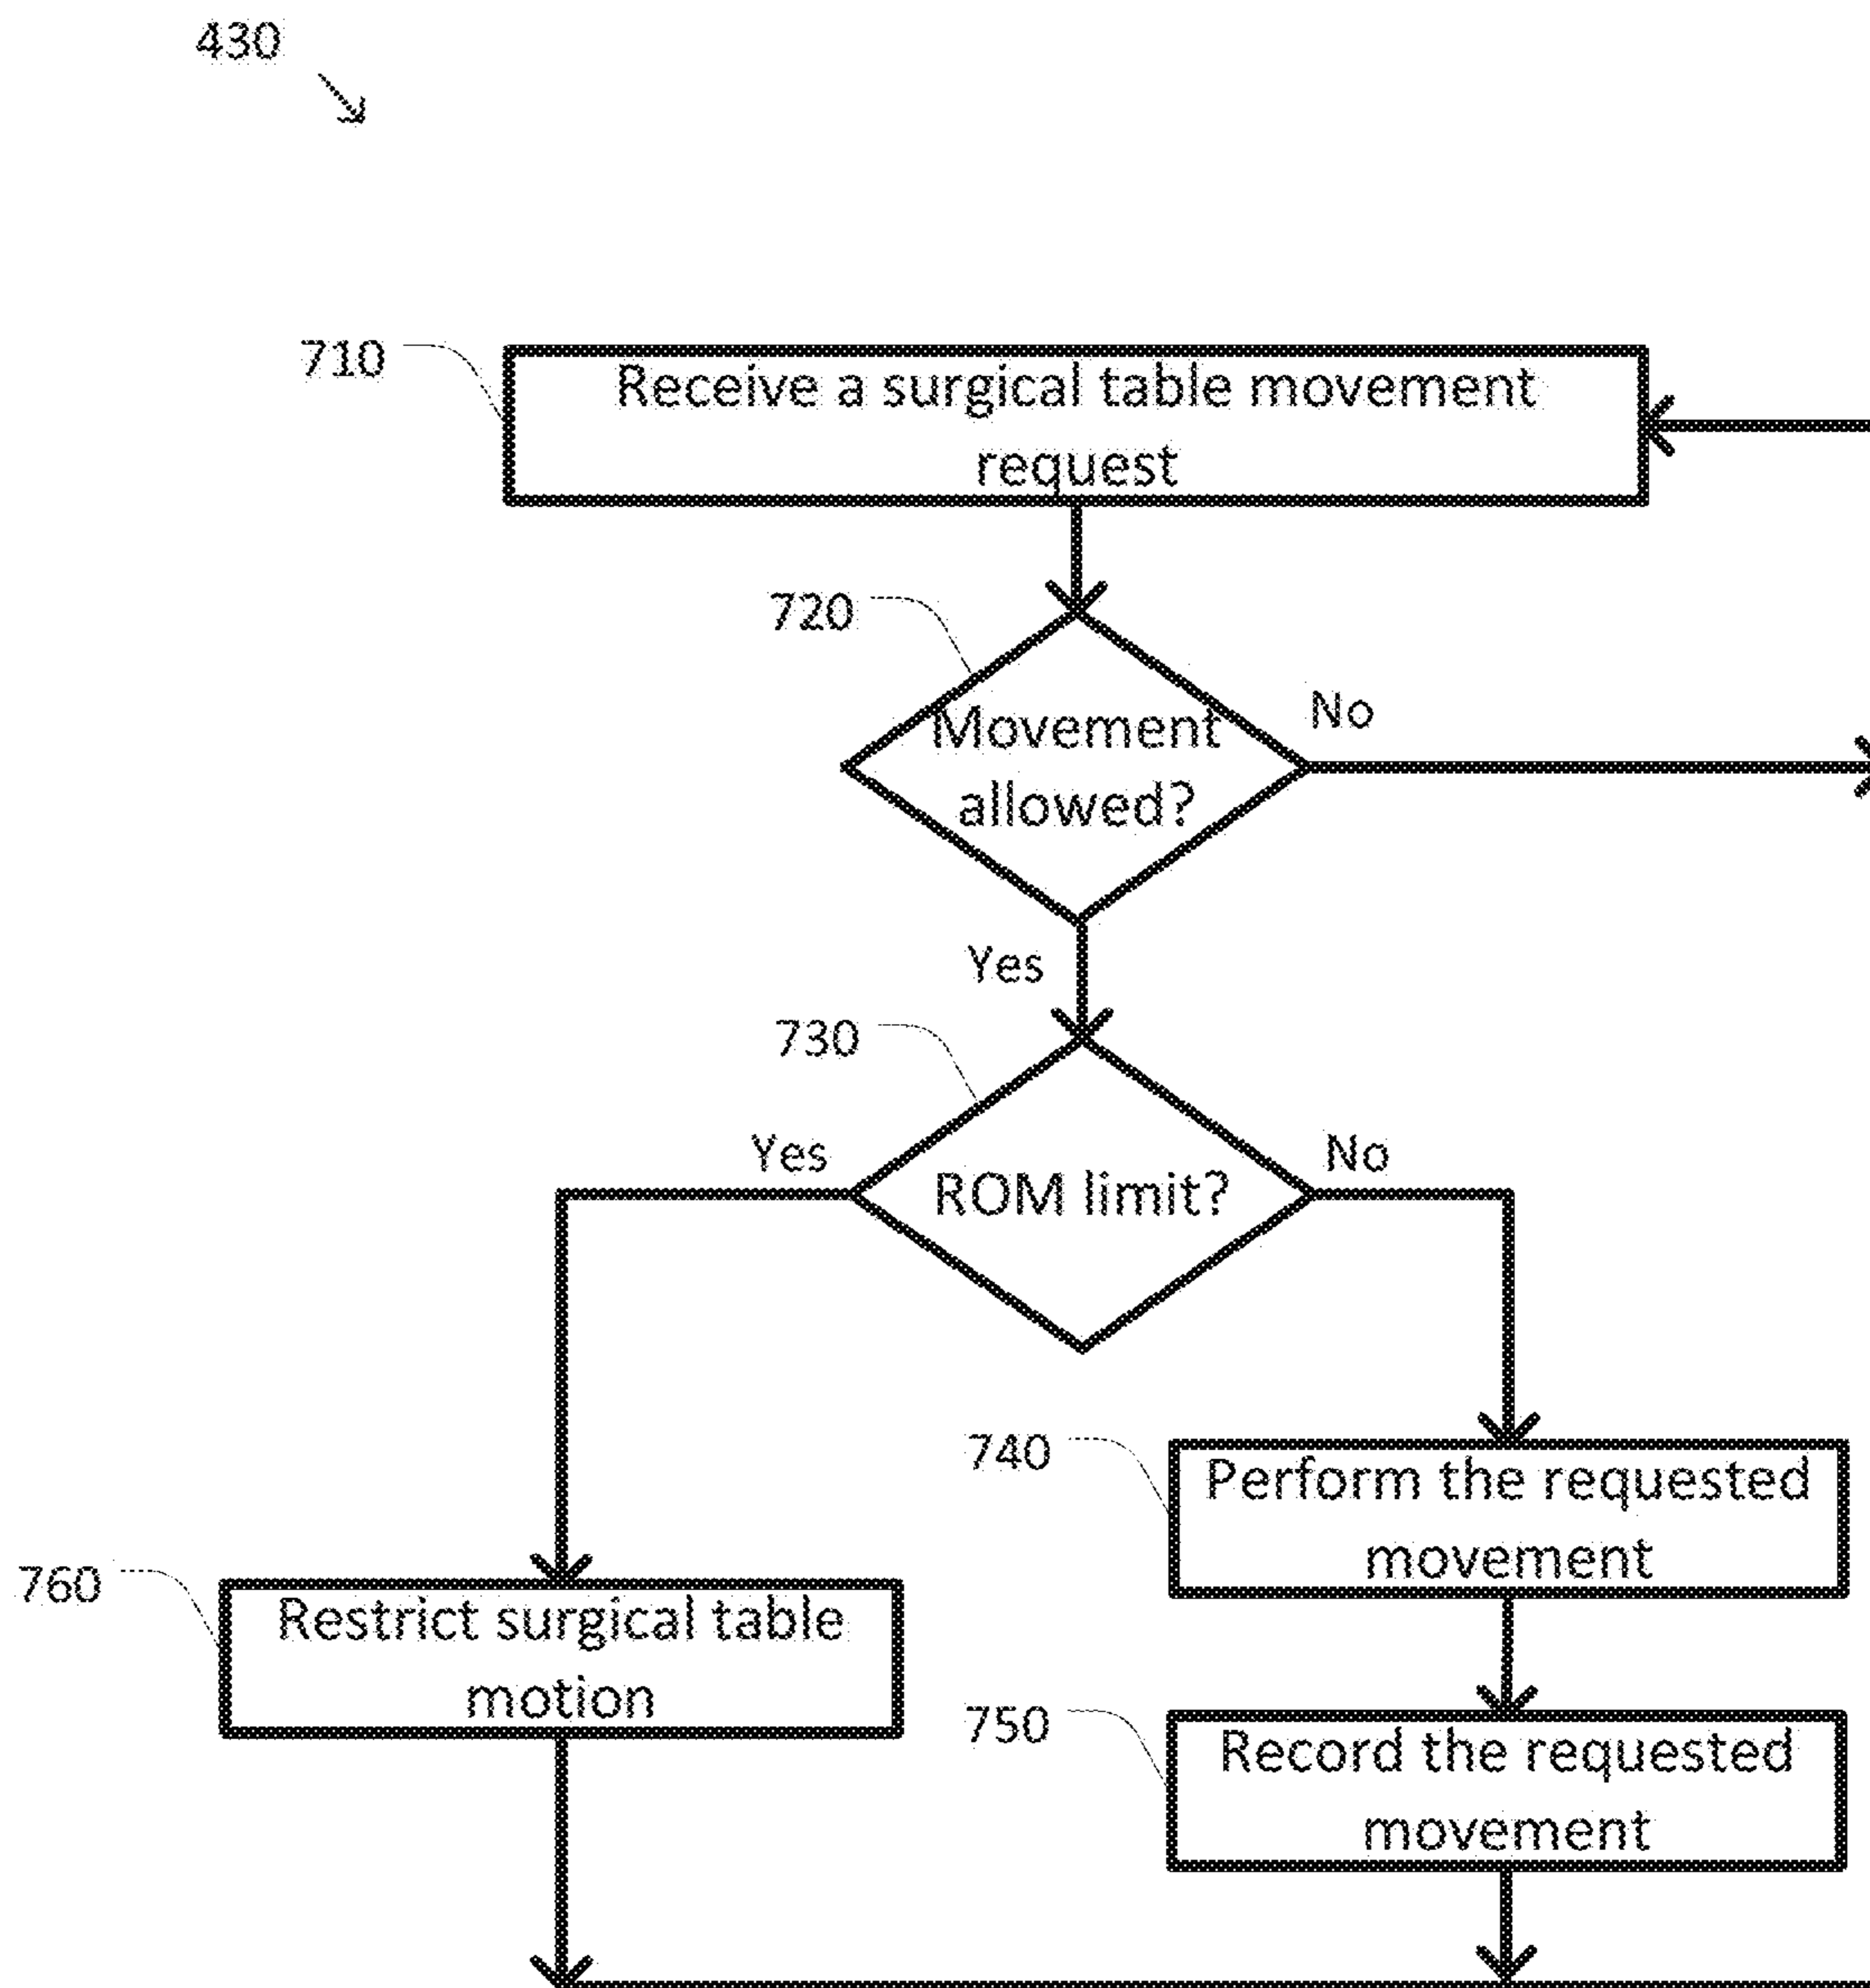 430
710
Receive a surgical table movement
request
720
Movement
allowed?
No
Yes
730
Yes
ROM limit?
No
740
Perform the requested
movement
760
Restrict surgical table
motion
750
Record the requested
movement